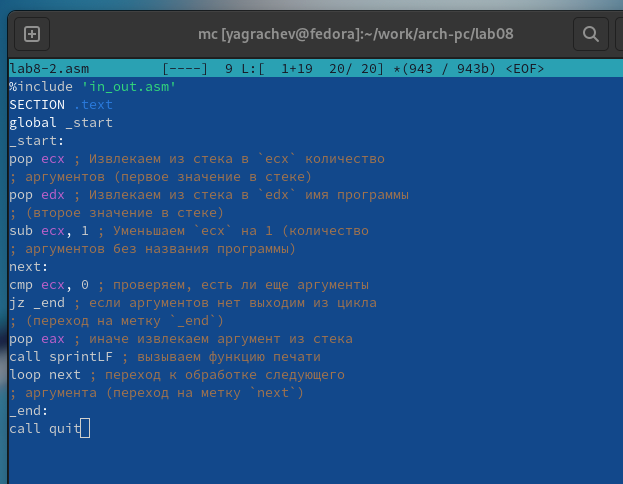 mc [yagrachev@fedora]:~/work/arch-pc/lab08
lab8-2.asm [----] 9 L:[ 1+19 20/ 20] *(943 / 943b) <EOF>
%include 'in_out.asm'
SECTION .text
global _start
_start:
pop ecx ; Извлекаем из стека в `ecx` количество
; аргументов (первое значение в стеке)
pop edx ; Извлекаем из стека в `edx` имя программы
; (второе значение в стеке)
sub ecx, 1 ; Уменьшаем `ecx` на 1 (количество
; аргументов без названия программы)
next:
cmp ecx, 0 ; проверяем, есть ли еще аргументы
jz _end ; если аргументов нет выходим из цикла
; (переход на метку `_end`)
pop eax ; иначе извлекаем аргумент из стека
call sprintLF ; вызываем функцию печати
loop next ; переход к обработке следующего
; аргумента (переход на метку `next`)
_end:
call quit